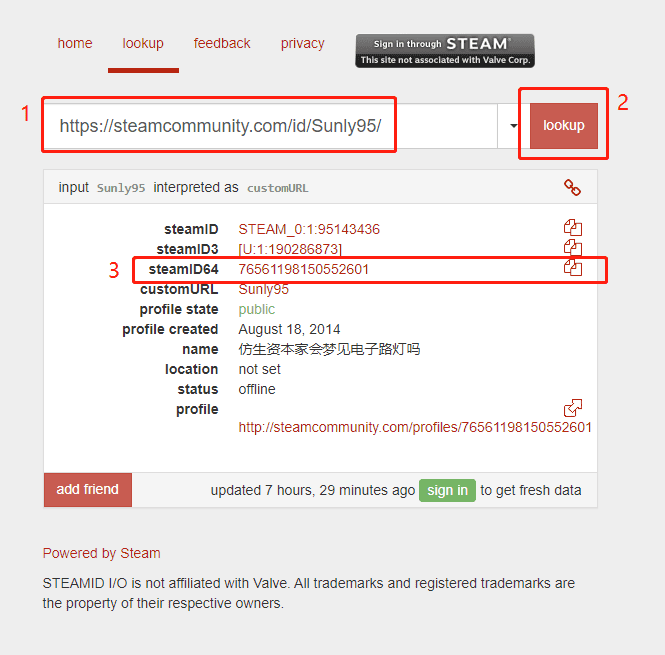 home lookup feedback privacy Sign in through STEAM
This site not associated with Valve Corp.
1 https://steamcommunity.com/id/Sunly95/ lookup 2
input Sunly95 interpreted as customURL
steamID STEAM_0:1:95143436
steamID3 [U:1:190286873]
3 steamID64 76561198150552601
customURL Sunly95
profile state public
profile created August 18, 2014
name 仿生资本家会梦见电子路灯吗
location not set
status offline
profile
http://steamcommunity.com/profiles/76561198150552601
add friend updated 7 hours, 29 minutes ago sign in to get fresh data
Powered by Steam
STEAMID I/O is not affiliated with Valve. All trademarks and registered trademarks are
the property of their respective owners.